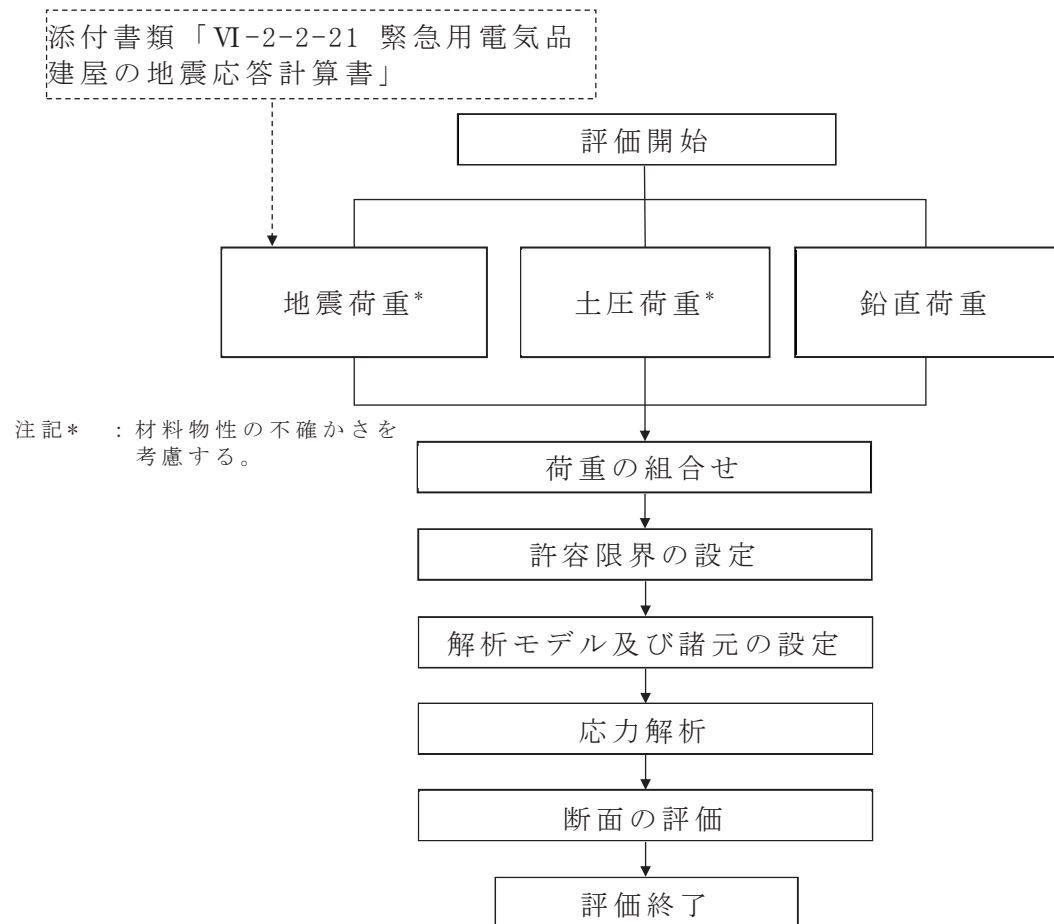 添付書類「Ⅵ-2-2-21 緊急用電気品
建屋の地震応答計算書」
評価開始
地震荷重*
土圧荷重*
鉛直荷重
注記* :材料物性の不確かさを
考慮する。
荷重の組合せ
許容限界の設定
解析モデル及び諸元の設定
応力解析
断面の評価
評価終了